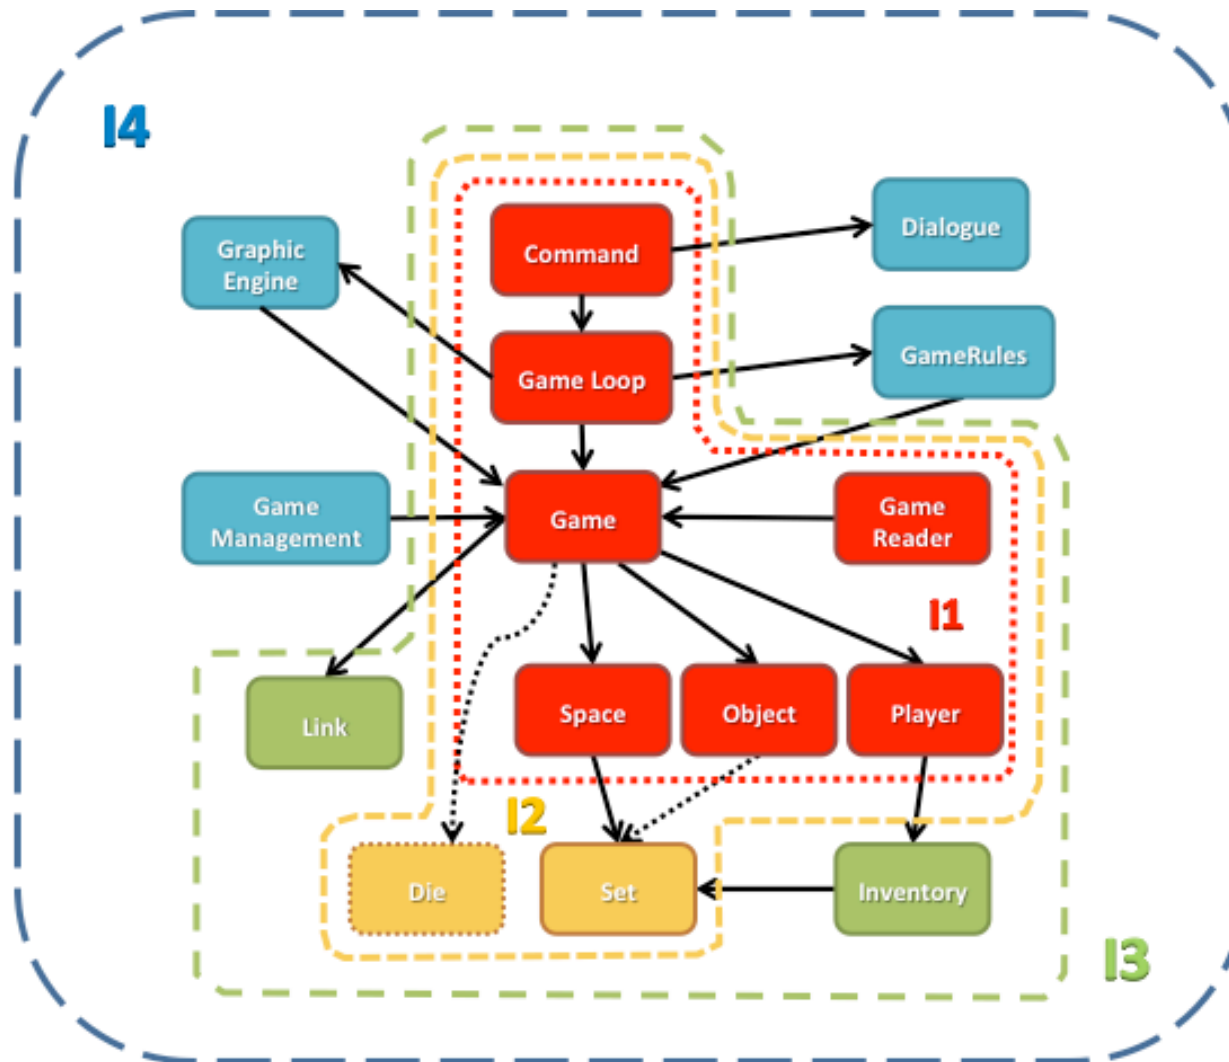 I4
Command
Dialogue
Graphic
Engine
Game Loop
GameRules
Game
Management
Game
Game
Reader
I1
Link
Space
Object
Player
I2
Die
Set
Inventory
I3